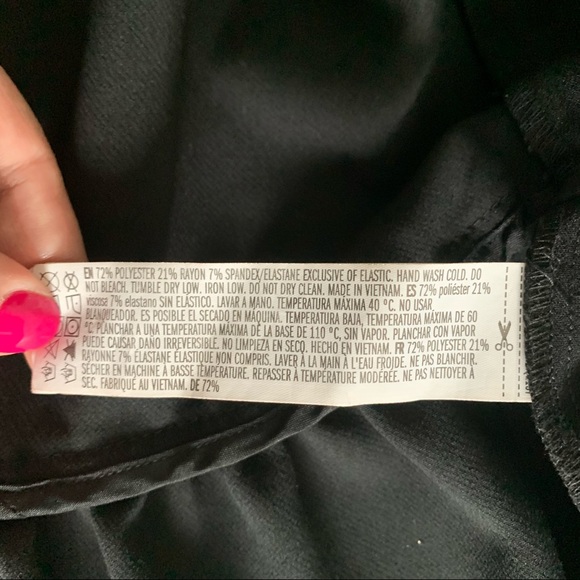 EN 72% POLYESTER 21% RAYON 7% SPANDEX/ELASTANE EXCLUSIVE OF ELASTIC. HAND WASH COLD. DO
NOT BLEACH. TUMBLE DRY LOW. IRON LOW. DO NOT DRY CLEAN. MADE IN VIETNAM. ES 72% poliéster 21%
viscose 7% elastano SIN ELÁSTICO. LAVAR A MANO. TEMPERATURA MÁXIMA 40 °C. NO USAR
BLANQUEADOR. ES POSIBLE EL SECADO EN MÁQUINA. TEMPERATURA BAJA, TEMPERATURA MÁXIMA DE 60
°C. PLANCHAR A UNA TEMPERATURA MÁXIMA DE LA BASE DE 110 °C, SIN VAPOR. PLANCHAR CON VAPOR
PUEDE CAUSAR DAÑO IRREVERSIBLE. NO LIMPIEZA EN SECO. HECHO EN VIETNAM. FR 72% POLYESTER 21%
RAYONNE 7% ÉLASTANE ÉLASTIQUE NON COMPRIS. LAVER À LA MAIN À L'EAU FROIDE. NE PAS BLANCHIR.
SÉCHER EN MACHINE À BASSE TEMPÉRATURE. REPASSER À TEMPÉRATURE MODÉRÉE. NE PAS NETTOYER À
SEC. FABRIQUÉ AU VIETNAM. DE 72%